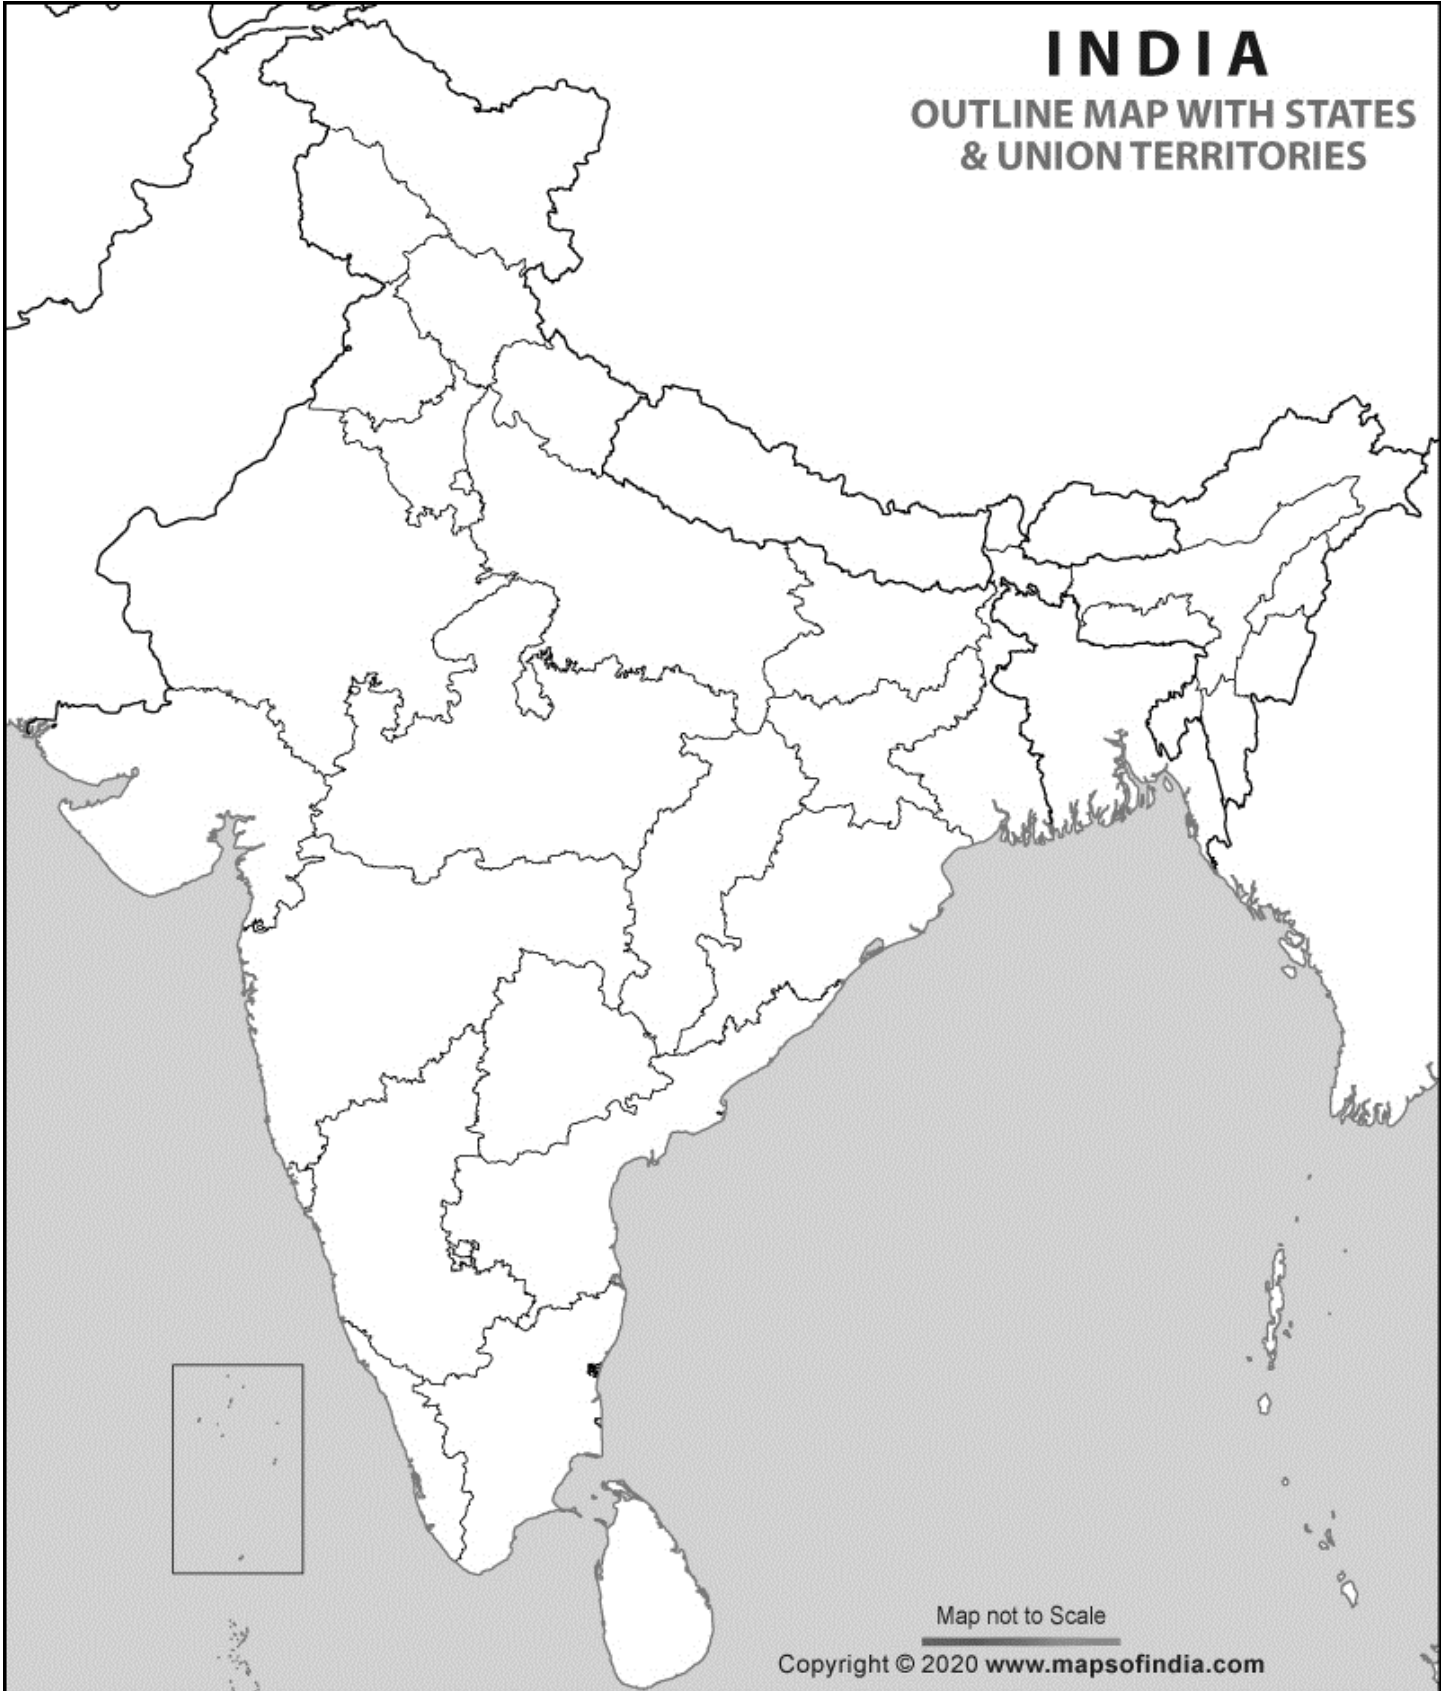 INDIA
OUTLINE MAP WITH STATES
& UNION TERRITORIES
Map not to Scale
Copyright © 2020 www.mapsofindia.com